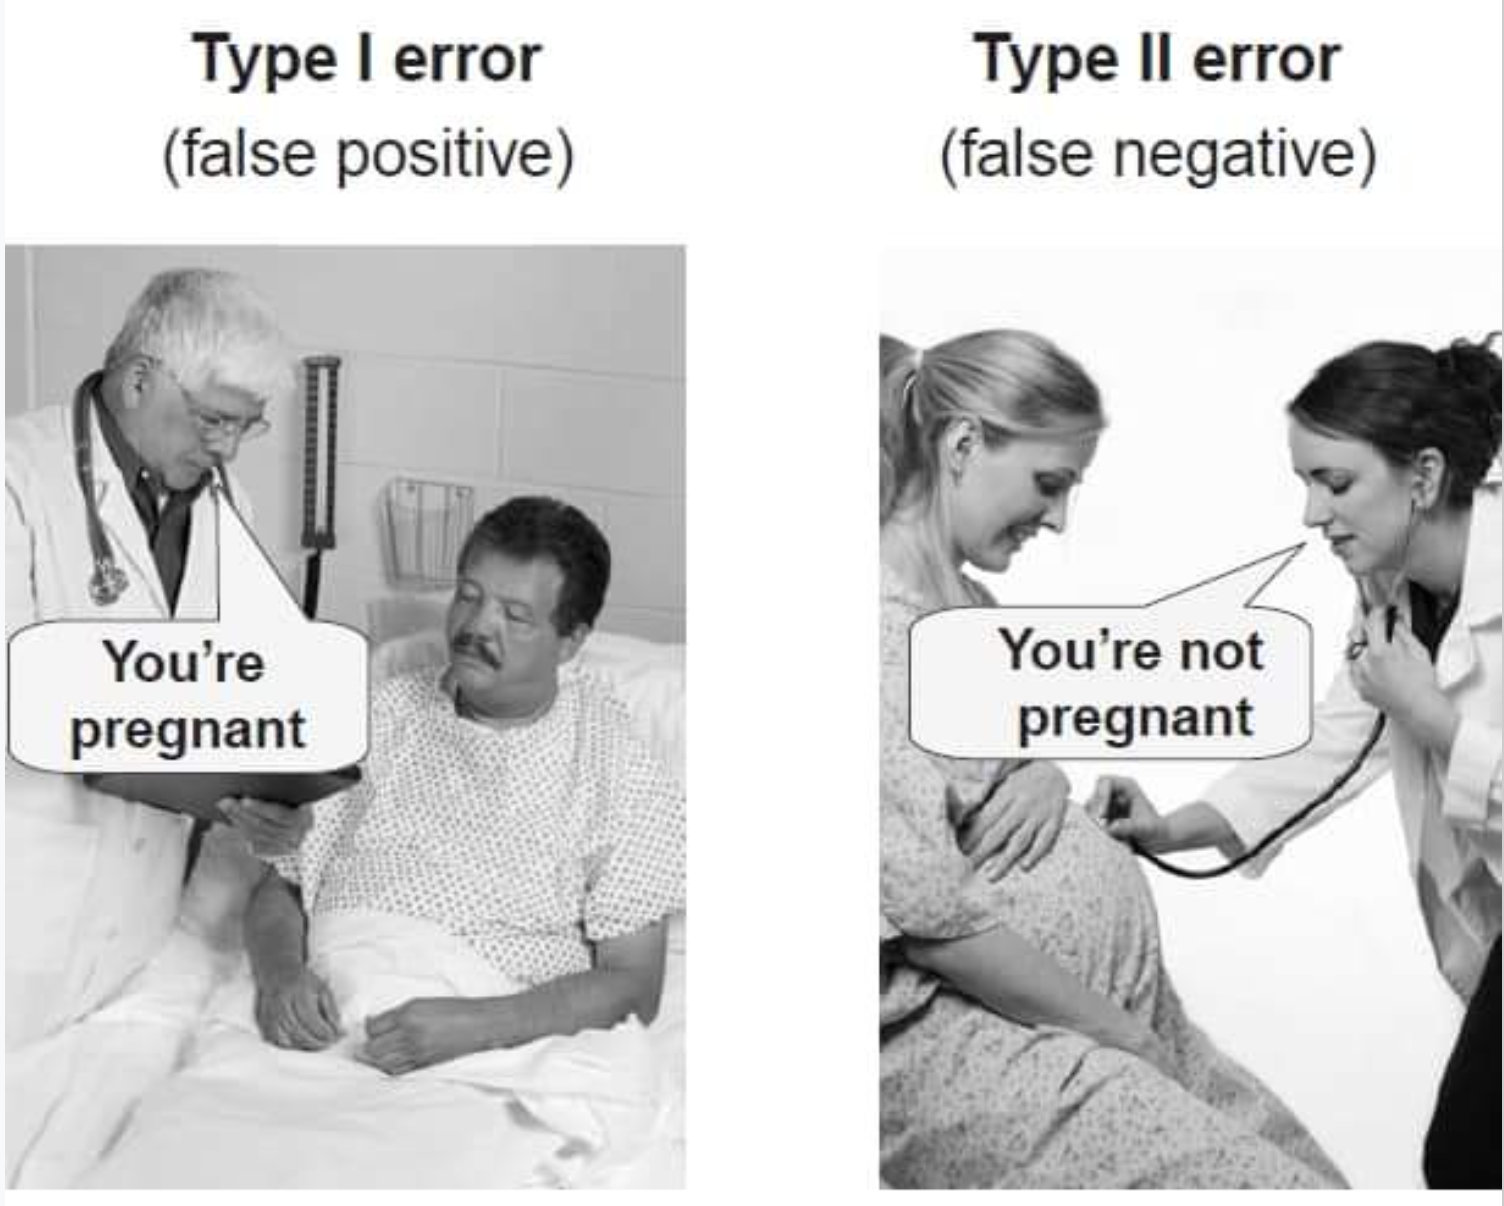 Type I error
(false positive)
You're
pregnant
Type II error
(false negative)
You're not
pregnant